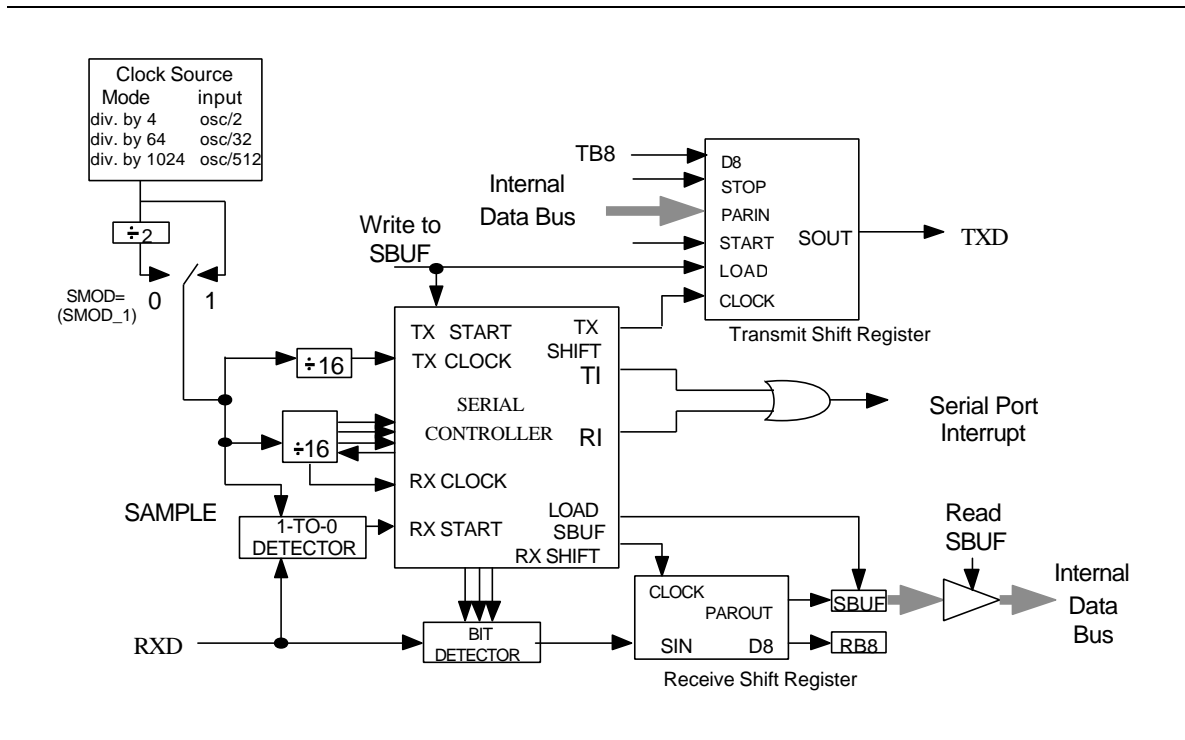 Clock Source
Mode input
div. by 4 osc/2
div. by 64 osc/32
div. by 1024 osc/512
÷2
SMOD=
(SMOD_1)
0 1
Write to
SBUF
TB8
Internal
Data Bus
D8
STOP
PARIN
START
LOAD
CLOCK
SOUT
TXD
Transmit Shift Register
÷16
÷16
TX START
TX CLOCK
SERIAL
CONTROLLER
RX CLOCK
RX START
TX
SHIFT
TI
RI
LOAD
SBUF
RX SHIFT
Serial Port
Interrupt
SAMPLE
1-TO-0
DETECTOR
RXD
BIT
DETECTOR
CLOCK
PAROUT
SIN D8
Receive Shift Register
SBUF
RB8
Read
SBUF
Internal
Data
Bus